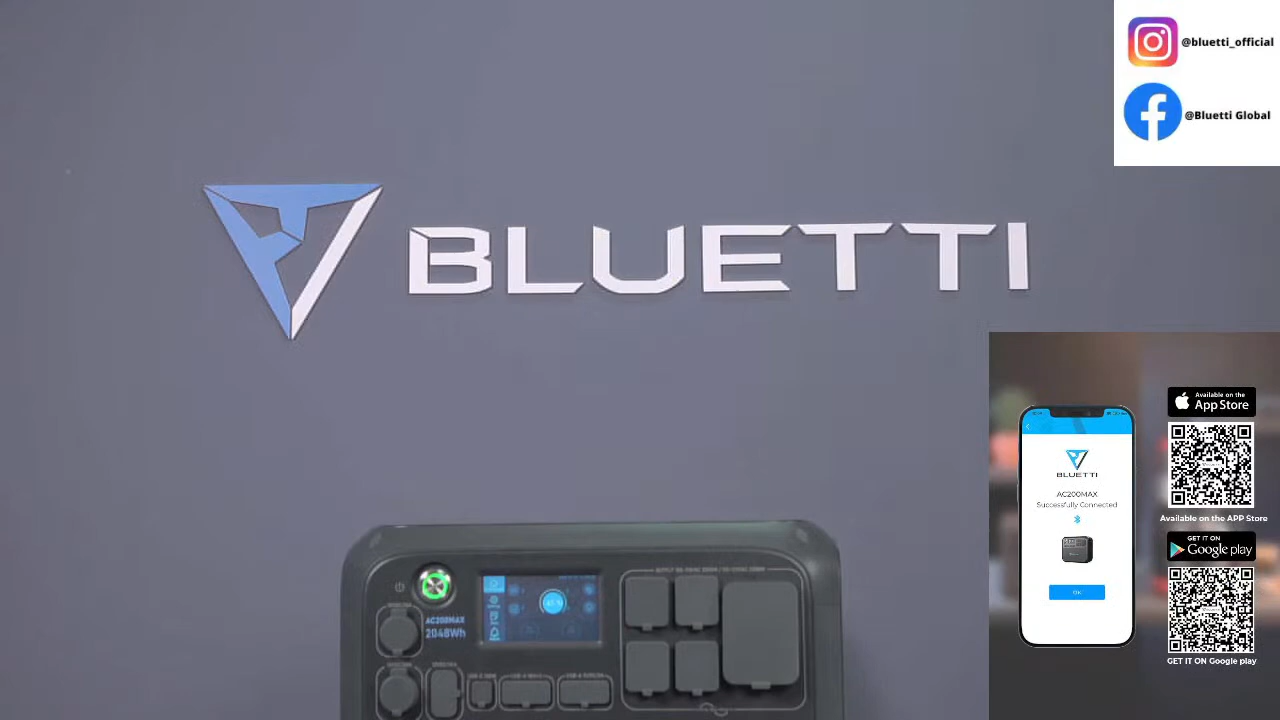 @bluetti_official
@Bluetti Global
BLUETTI
Available on the
App Store
BLUETTI
AC200MAX
Successfully Connected
OK
Available on the APP Store
GET IT ON
Google play
GET IT ON Google play
AC200MAX
2048Wh